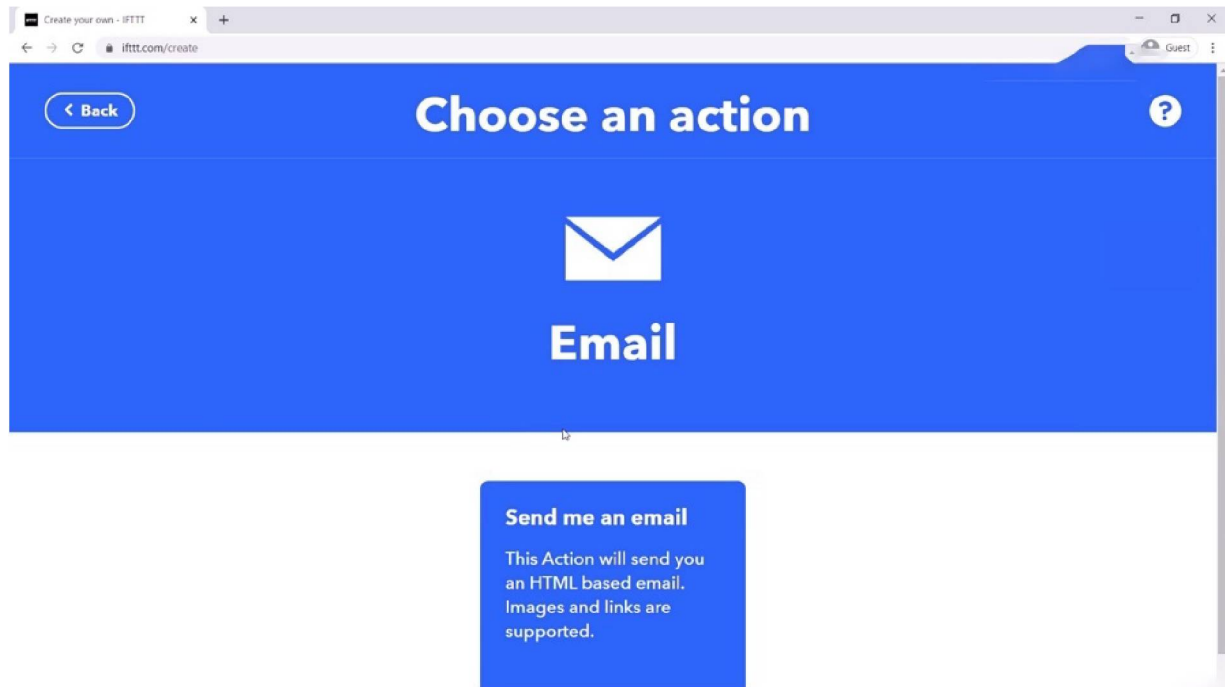 Create your own - IFTTT
ifttt.com/create
Guest
Back
Choose an action
?
Email
Send me an email
This Action will send you
an HTML based email.
Images and links are
supported.